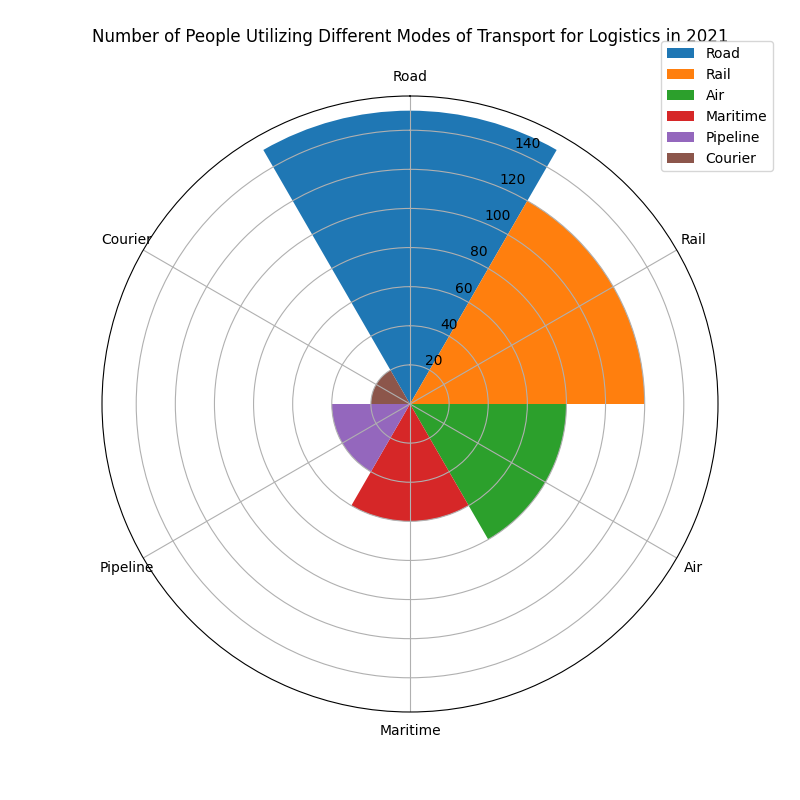 Number of People Utilizing Different Modes of Transport for Logistics in 2021
Road
Rail
Air
Maritime
Pipeline
Courier
Road
140
120
100
80
60
40
20
Courier
Rail
Pipeline
Air
Maritime